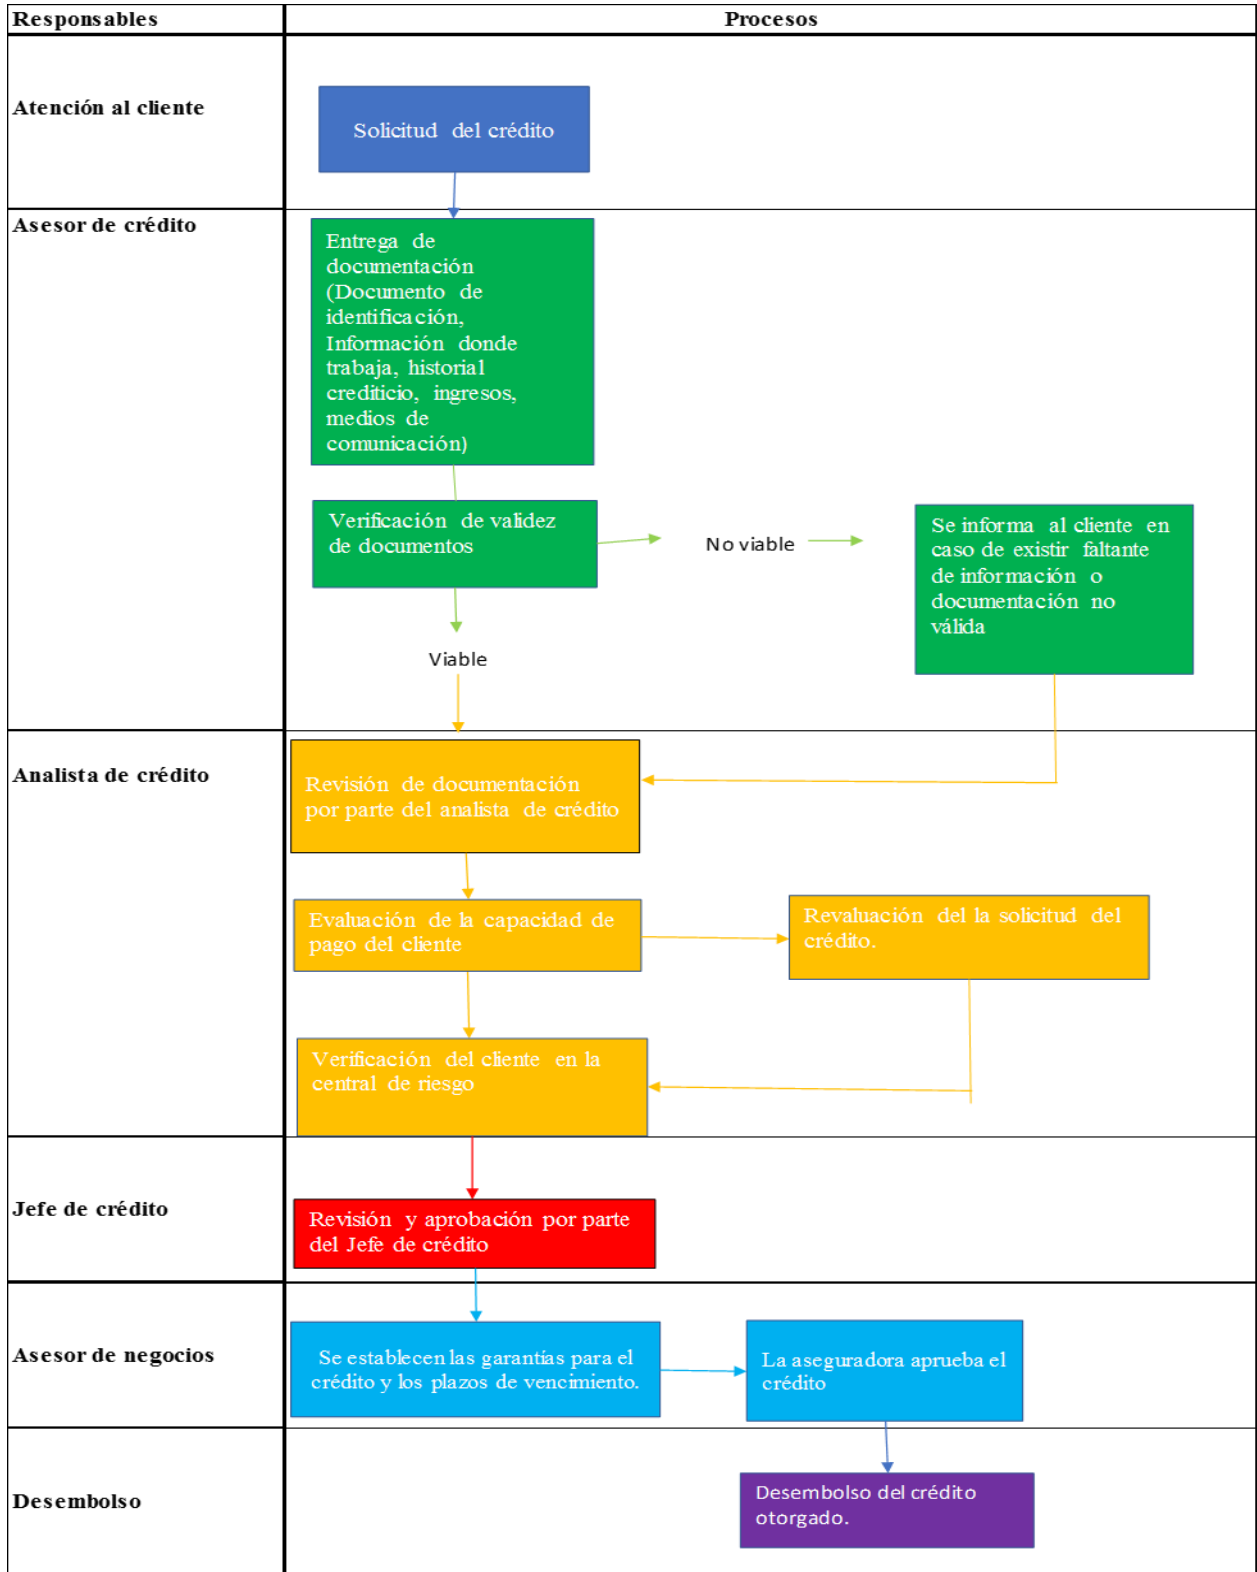 Responsables
Procesos
Atención al cliente
Solicitud del crédito
Asesor de crédito
Entrega de
documentación
(Documento de
identificación,
Información donde
trabaja, historial
crediticio, ingresos,
medios de
comunicación)
Verificación de validez
de documentos
No viable
Se informa al cliente en
caso de existir faltante
de información o
documentación no
válida
Viable
Analista de crédito
Revisión de documentación
por parte del analista de crédito
Evaluación de la capacidad de
pago del cliente
Revaluación del la solicitud del
crédito.
Verificación del cliente en la
central de riesgo
Jefe de crédito
Revisión y aprobación por parte
del Jefe de crédito
Asesor de negocios
Se establecen las garantías para el
crédito y los plazos de vencimiento.
La aseguradora aprueba el
crédito
Desembolso
Desembolso del crédito
otorgado.